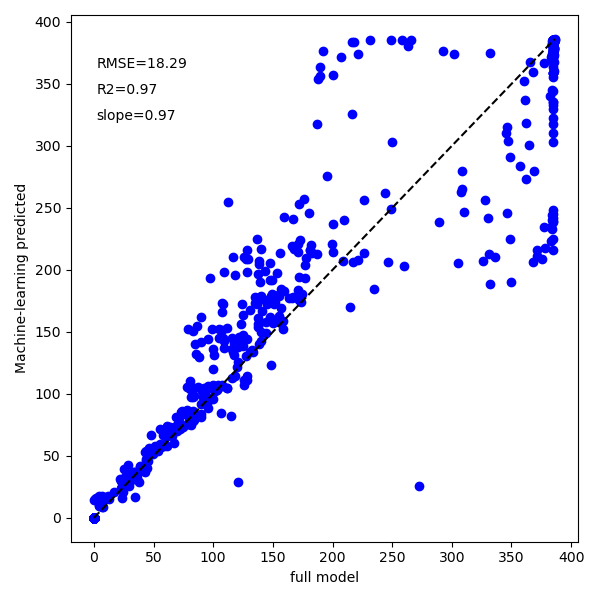 RMSE=18.29
R2=0.97
slope=0.97
Machine-learning predicted
400
350
300
250
200
150
100
50
0
0 50 100 150 200 250 300 350 400
full model